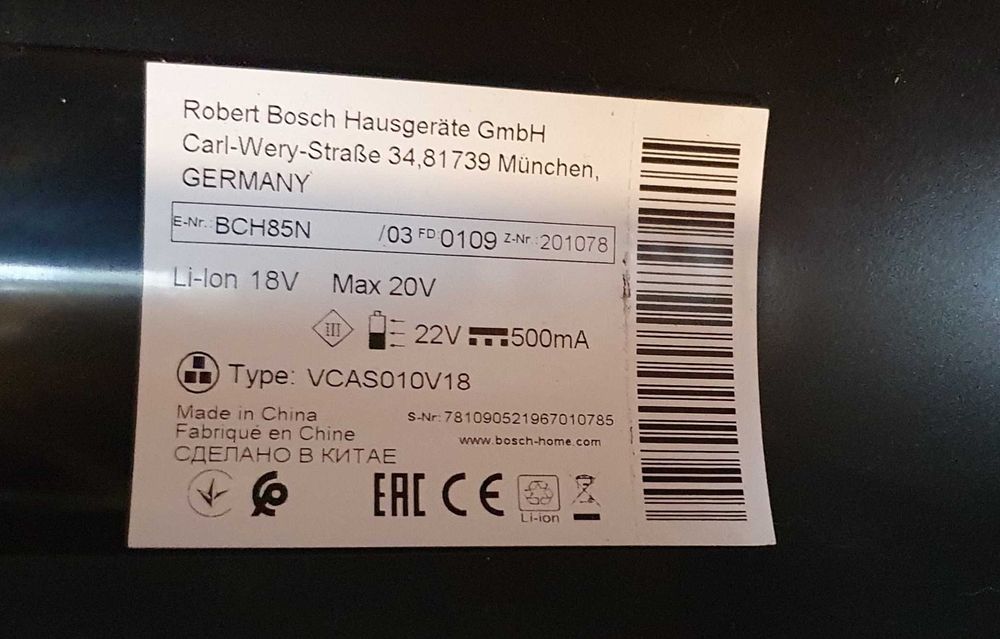 Robert Bosch Hausgeräte GmbH
Carl-Wery-Straße 34,81739 München,
GERMANY
E-Nr.: BCH85N /03 FD 0109 Z-Nr.: 201078
Li-Ion 18V Max 20V
III 22V 500mA
Type: VCAS010V18
Made in China
Fabriqué en Chine
СДЕЛАНО В КИТАЕ
S-Nr: 781090521967010785
www.bosch-home.com
EAC CE
Li-ion